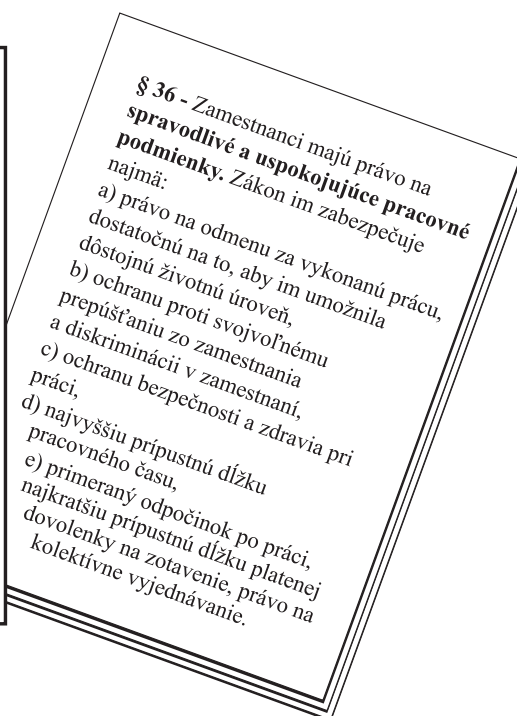 § 36 - Zamestnanci majú právo na
spravodlivé a uspokojujúce pracovné
podmienky. Zákon im zabezpečuje
najmä:
a) právo na odmenu za vykonanú prácu,
dostatočnú na to, aby im umožnila
dôstojnú životnú úroveň,
b) ochranu proti svojvoľnému
prepúšťaniu zo zamestnania
a diskriminácii v zamestnaní,
c) ochranu bezpečnosti a zdravia pri
práci,
d) najvyššiu prípustnú dĺžku
pracovného času,
e) primeraný odpočinok po práci,
najkratšiu prípustnú dĺžku platenej
dovolenky na zotavenie, právo na
kolektívne vyjednávanie.